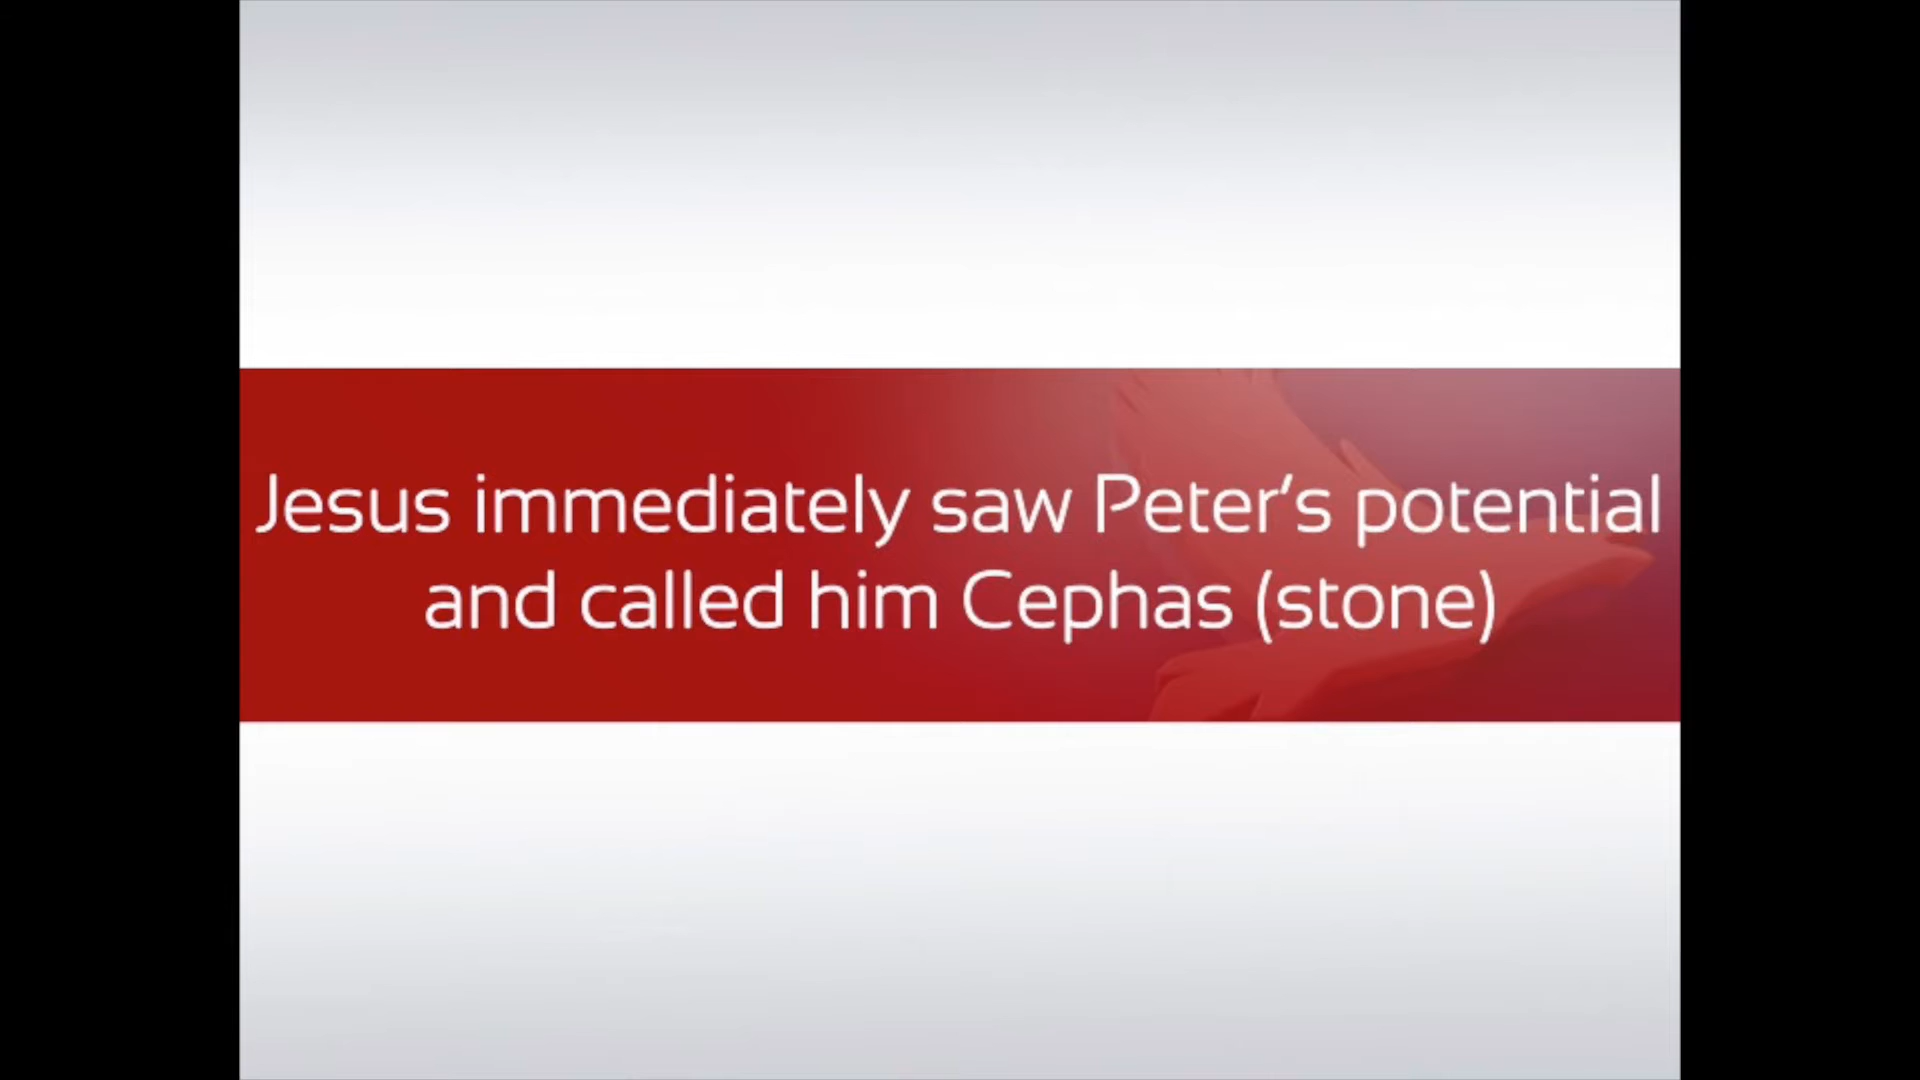 Jesus immediately saw Peter's potential
and called him Cephas (stone)